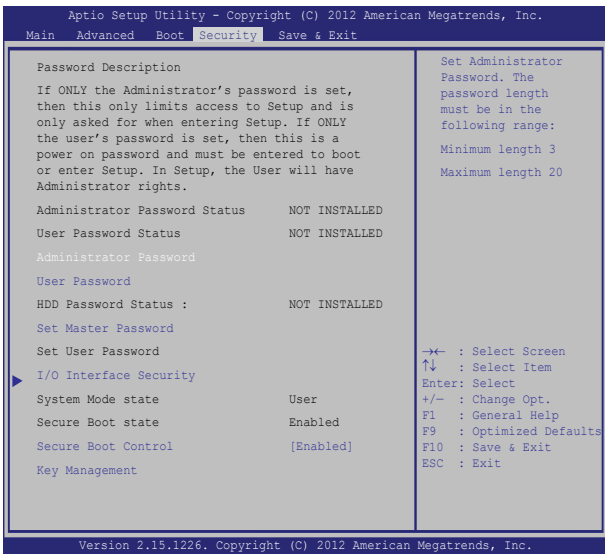 Aptio Setup Utility - Copyright (C) 2012 American Megatrends, Inc.
Main Advanced Boot Security Save & Exit
Password Description
If ONLY the Administrator's password is set,
then this only limits access to Setup and is
only asked for when entering Setup. If ONLY
the user's password is set, then this is a
power on password and must be entered to boot
or enter Setup. In Setup, the User will have
Administrator rights.
Administrator Password Status NOT INSTALLED
User Password Status NOT INSTALLED
Administrator Password
User Password
HDD Password Status : NOT INSTALLED
Set Master Password
Set User Password
I/O Interface Security
System Mode state User
Secure Boot state Enabled
Secure Boot Control [Enabled]
Key Management
Set Administrator
Password. The
password length
must be in the
following range:
Minimum length 3
Maximum length 20
→← : Select Screen
↑↓ : Select Item
Enter: Select
+/— : Change Opt.
F1 : General Help
F9 : Optimized Defaults
F10 : Save & Exit
ESC : Exit
Version 2.15.1226. Copyright (C) 2012 American Megatrends, Inc.